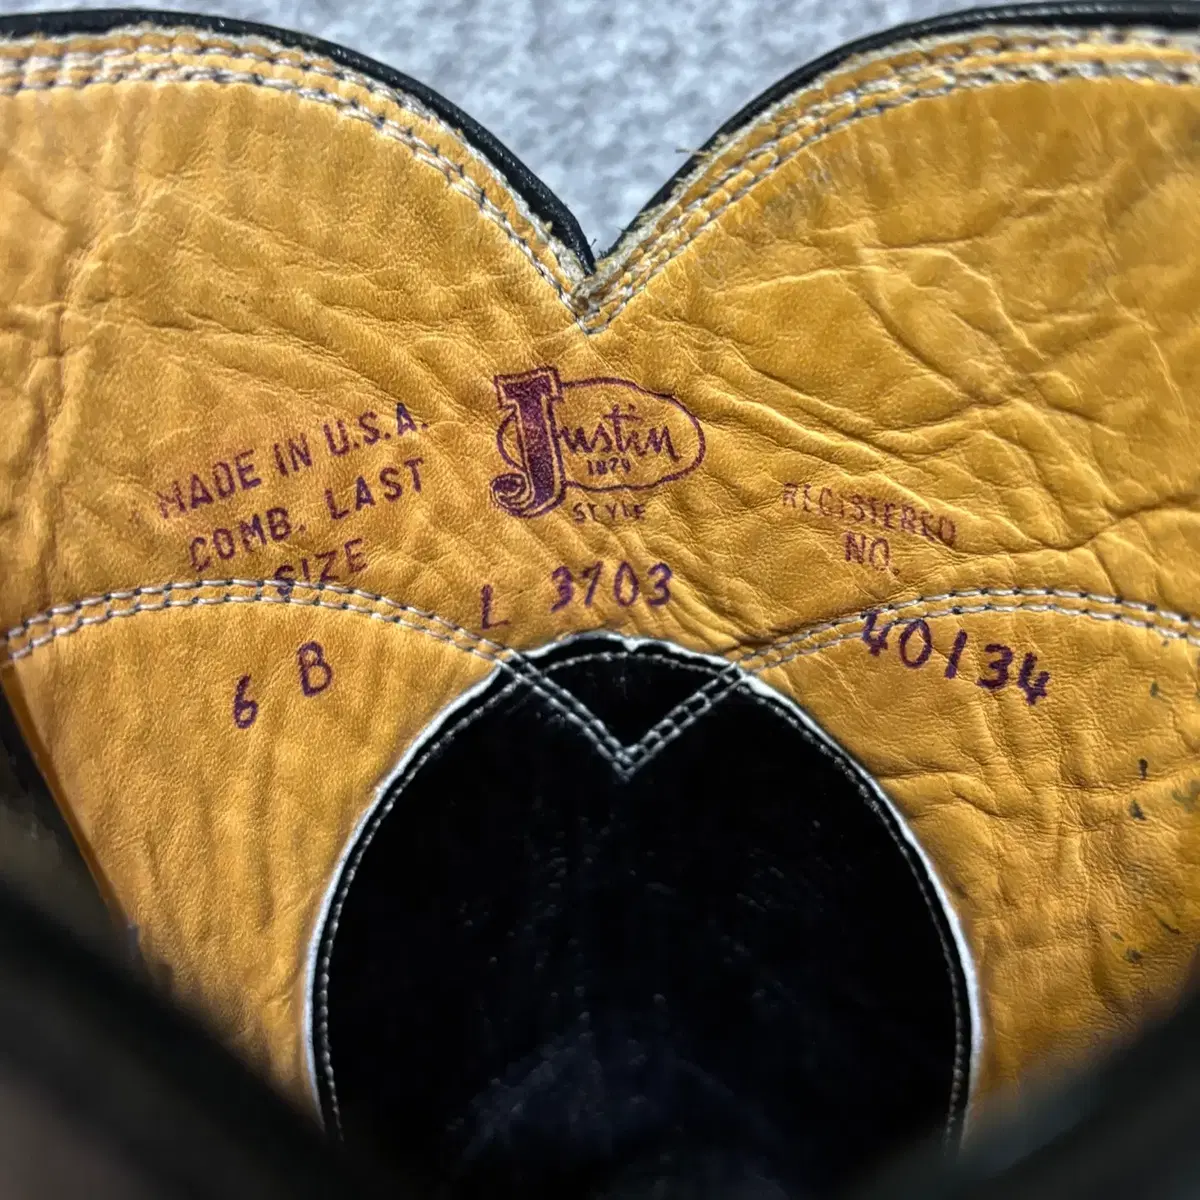 MADE IN U.S.A.
COMB. LAST
SIZE
6 B
Justin
1879
STYLE
L 3703
REGISTERED
NO.
40134